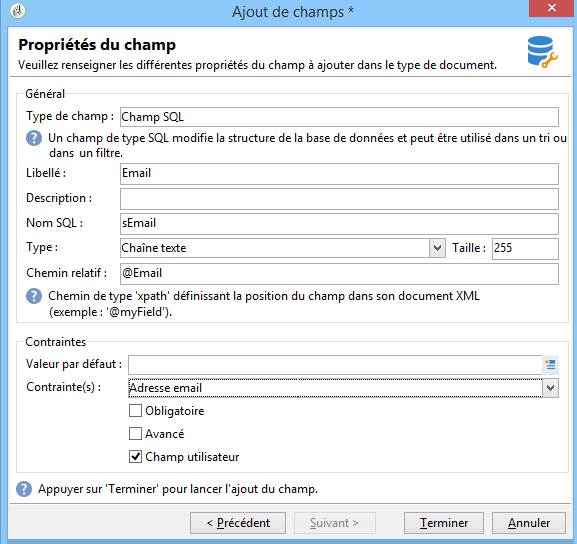 Ajout de champs *
Propriétés du champ
Veuillez renseigner les différentes propriétés du champ à ajouter dans le type de document.
Général
Type de champ : Champ SQL
Un champ de type SQL modifie la structure de la base de données et peut être utilisé dans un tri ou
dans un filtre.
Libellé : Email
Description :
Nom SQL : sEmail
Type : Chaîne texte Taille : 255
Chemin relatif : @Email
Chemin de type 'xpath' définissant la position du champ dans son document XML
(exemple : '@myField').
Contraintes
Valeur par défaut :
Contrainte(s) : Adresse email
Obligatoire
Avancé
Champ utilisateur
Appuyer sur 'Terminer' pour lancer l'ajout du champ.
< Précédent Suivant > Terminer Annuler